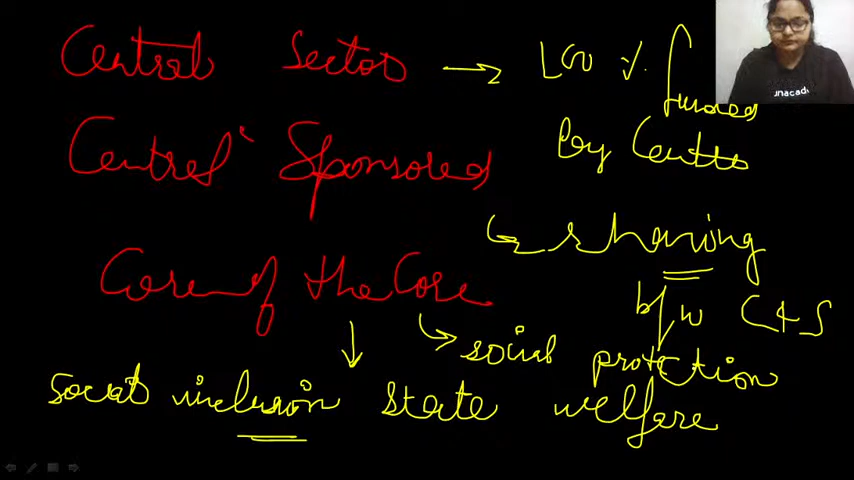 Central Sector → 100 %. funded
by Centre
Central Sponsored
↳ sharing
b/w C & S
Core of the Core
↳ social protection
social inclusion state welfare
unacade